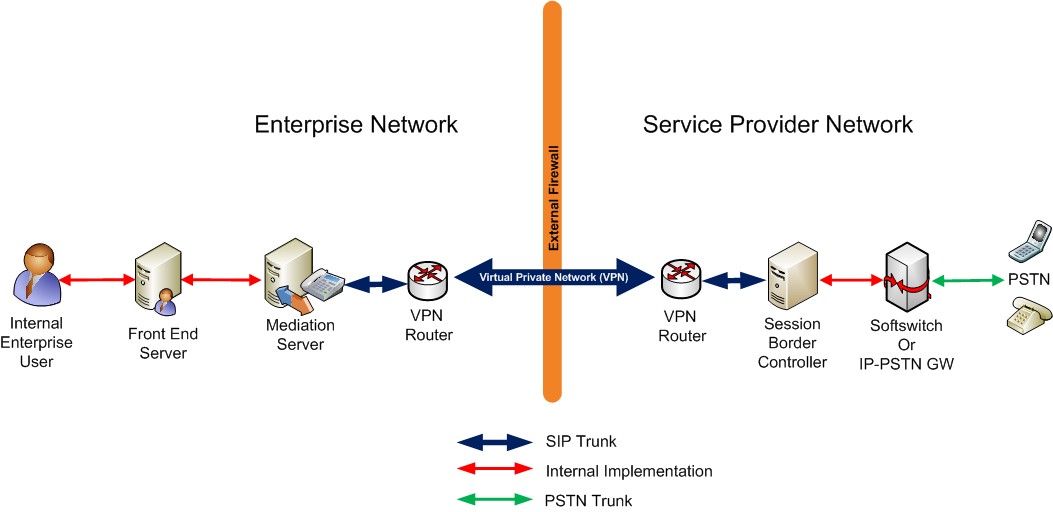 Enterprise Network
Service Provider Network
External Firewall
Virtual Private Network (VPN)
Internal
Enterprise
User
Front End
Server
Mediation
Server
VPN
Router
VPN
Router
Session
Border
Controller
Softswitch
Or
IP-PSTN GW
PSTN
SIP Trunk
Internal Implementation
PSTN Trunk